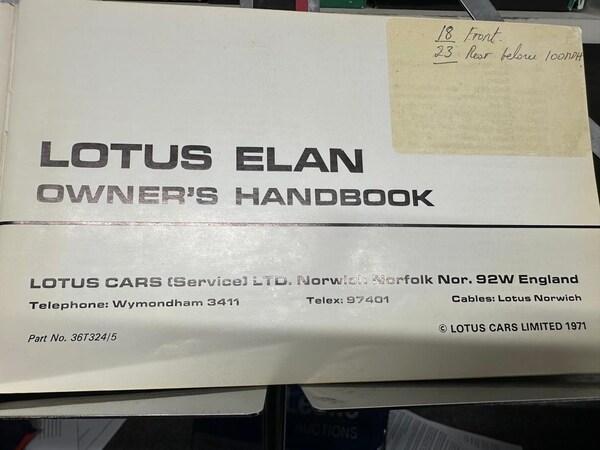 18 Front.
23 Rear below 100MPH
LOTUS ELAN
OWNER'S HANDBOOK
LOTUS CARS (Service) LTD. Norwich Norfolk Nor. 92W England
Telephone: Wymondham 3411 Telex: 97401 Cables: Lotus Norwich
Part No. 36T324/5 © LOTUS CARS LIMITED 1971
AUCTIONS